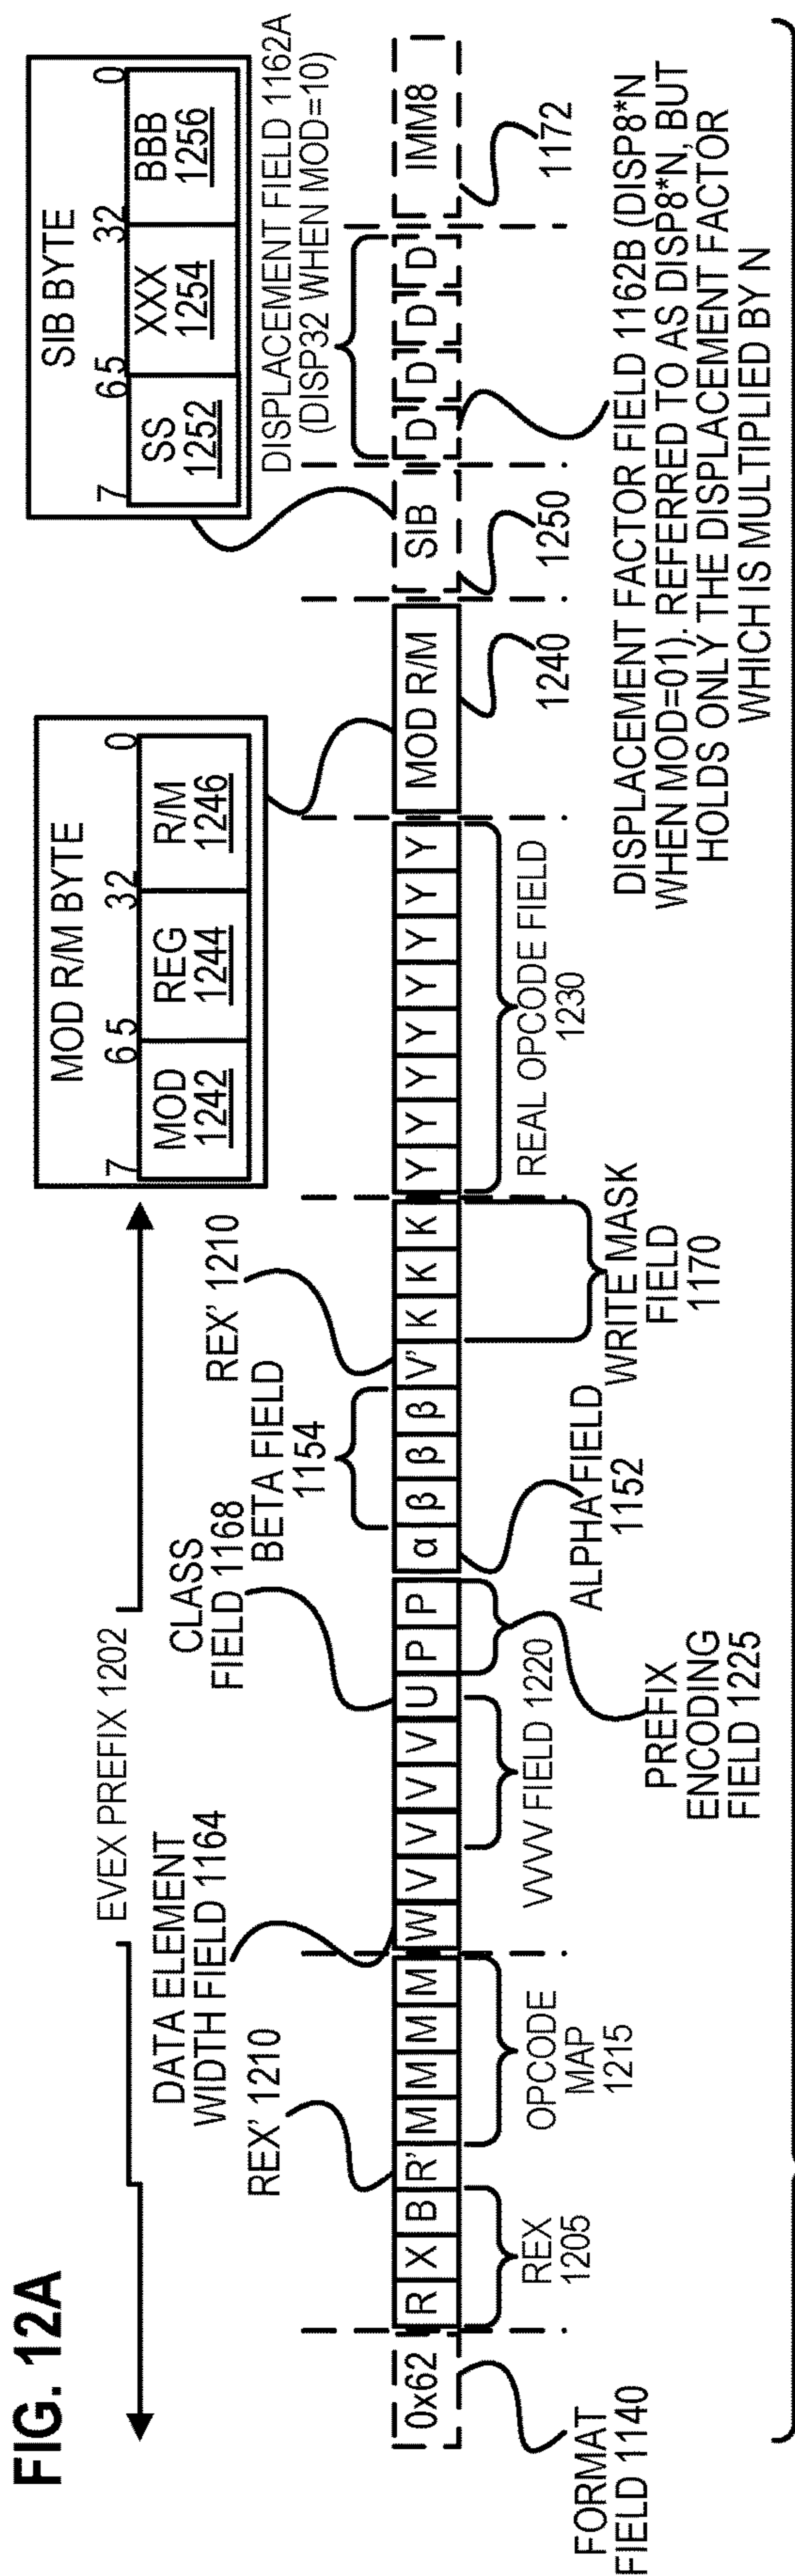 FIG. 12A
EVEX PREFIX 1202
DATA ELEMENT
WIDTH FIELD 1164
REX' 1210
CLASS
FIELD 1168
BETA FIELD
1154
REX' 1210
MOD R/M BYTE
7 6 5 3 2 0
MOD REG R/M
1242 1244 1246
SIB BYTE
7 6 5 3 2 0
SS XXX BBB
1252 1254 1256
DISPLACEMENT FIELD 1162A
(DISP32 WHEN MOD=10)
0x62 R X B R' M M M M W V V V V U P P α β β β V' K K K Y Y Y Y Y Y Y Y MOD R/M SIB D D D D IMM8
FORMAT
FIELD 1140
REX
1205
OPCODE
MAP
1215
VVVV FIELD 1220
PREFIX
ENCODING
FIELD 1225
ALPHA FIELD
1152
WRITE MASK
FIELD
1170
REAL OPCODE FIELD
1230
1240
1250
1172
DISPLACEMENT FACTOR FIELD 1162B (DISP8*N
WHEN MOD=01). REFERRED TO AS DISP8*N, BUT
HOLDS ONLY THE DISPLACEMENT FACTOR
WHICH IS MULTIPLIED BY N